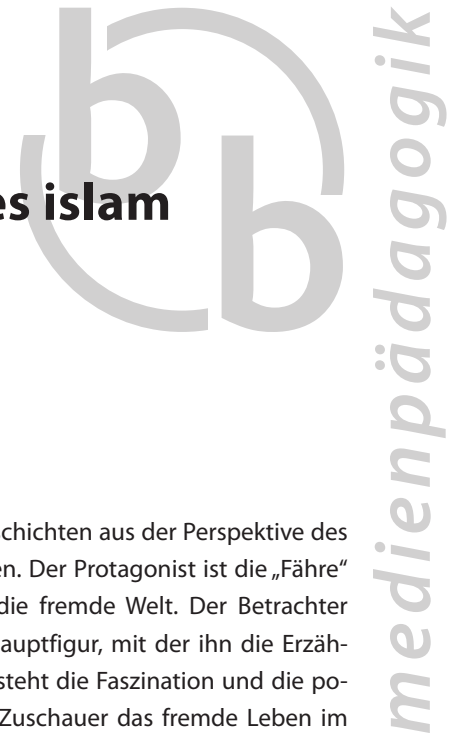 b
b
es islam
medienpädagogik
schichten aus der Perspektive des
en. Der Protagonist ist die „Fähre“
die fremde Welt. Der Betrachter
auptfigur, mit der ihn die Erzäh-
steht die Faszination und die po-
Zuschauer das fremde Leben im